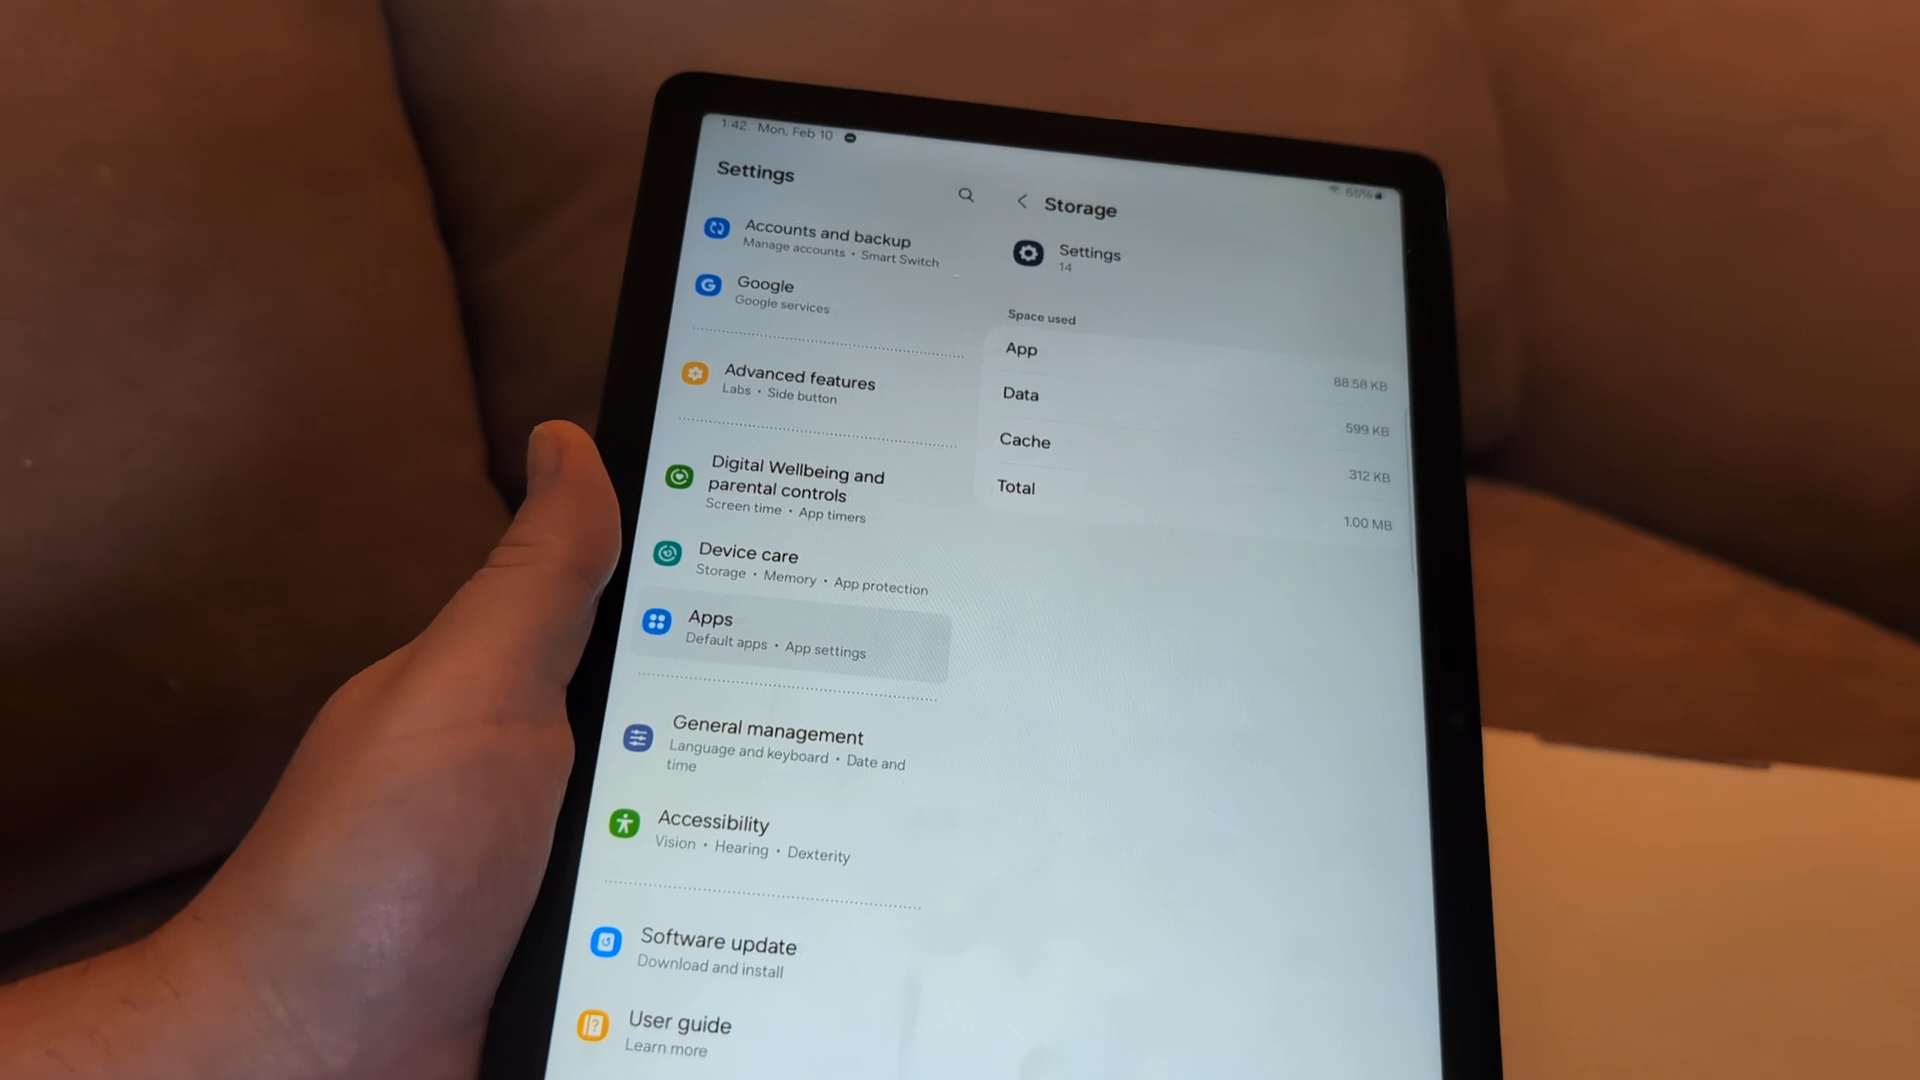 1:42 Mon, Feb 10
65%
Settings
Accounts and backup
Manage accounts • Smart Switch
Google
Google services
Advanced features
Labs • Side button
Digital Wellbeing and
parental controls
Screen time • App timers
Device care
Storage • Memory • App protection
Apps
Default apps • App settings
General management
Language and keyboard • Date and
time
Accessibility
Vision • Hearing • Dexterity
Software update
Download and install
User guide
Learn more
Storage
Settings
14
Space used
App
88.58 KB
Data
599 KB
Cache
312 KB
Total
1.00 MB